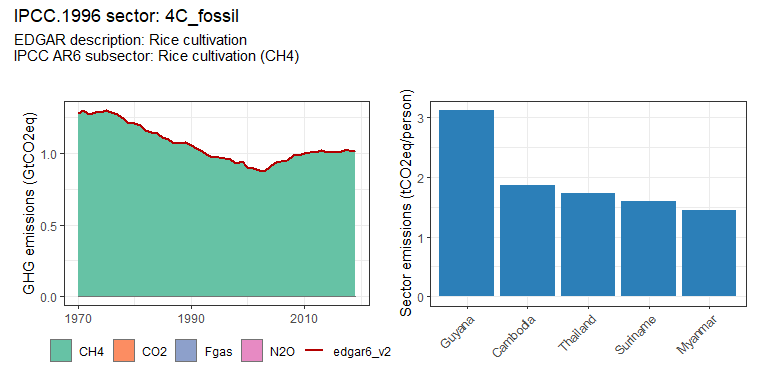 IPCC.1996 sector: 4C_fossil
EDGAR description: Rice cultivation
IPCC AR6 subsector: Rice cultivation (CH4)
GHG emissions (GtCO2eq)
1.0
0.5
0.0
1970
1990
2010
CH4
CO2
Fgas
N2O
edgar6_v2
Sector emissions (tCO2eq/person)
3
2
1
0
Guyana
Cambodia
Thailand
Suriname
Myanmar